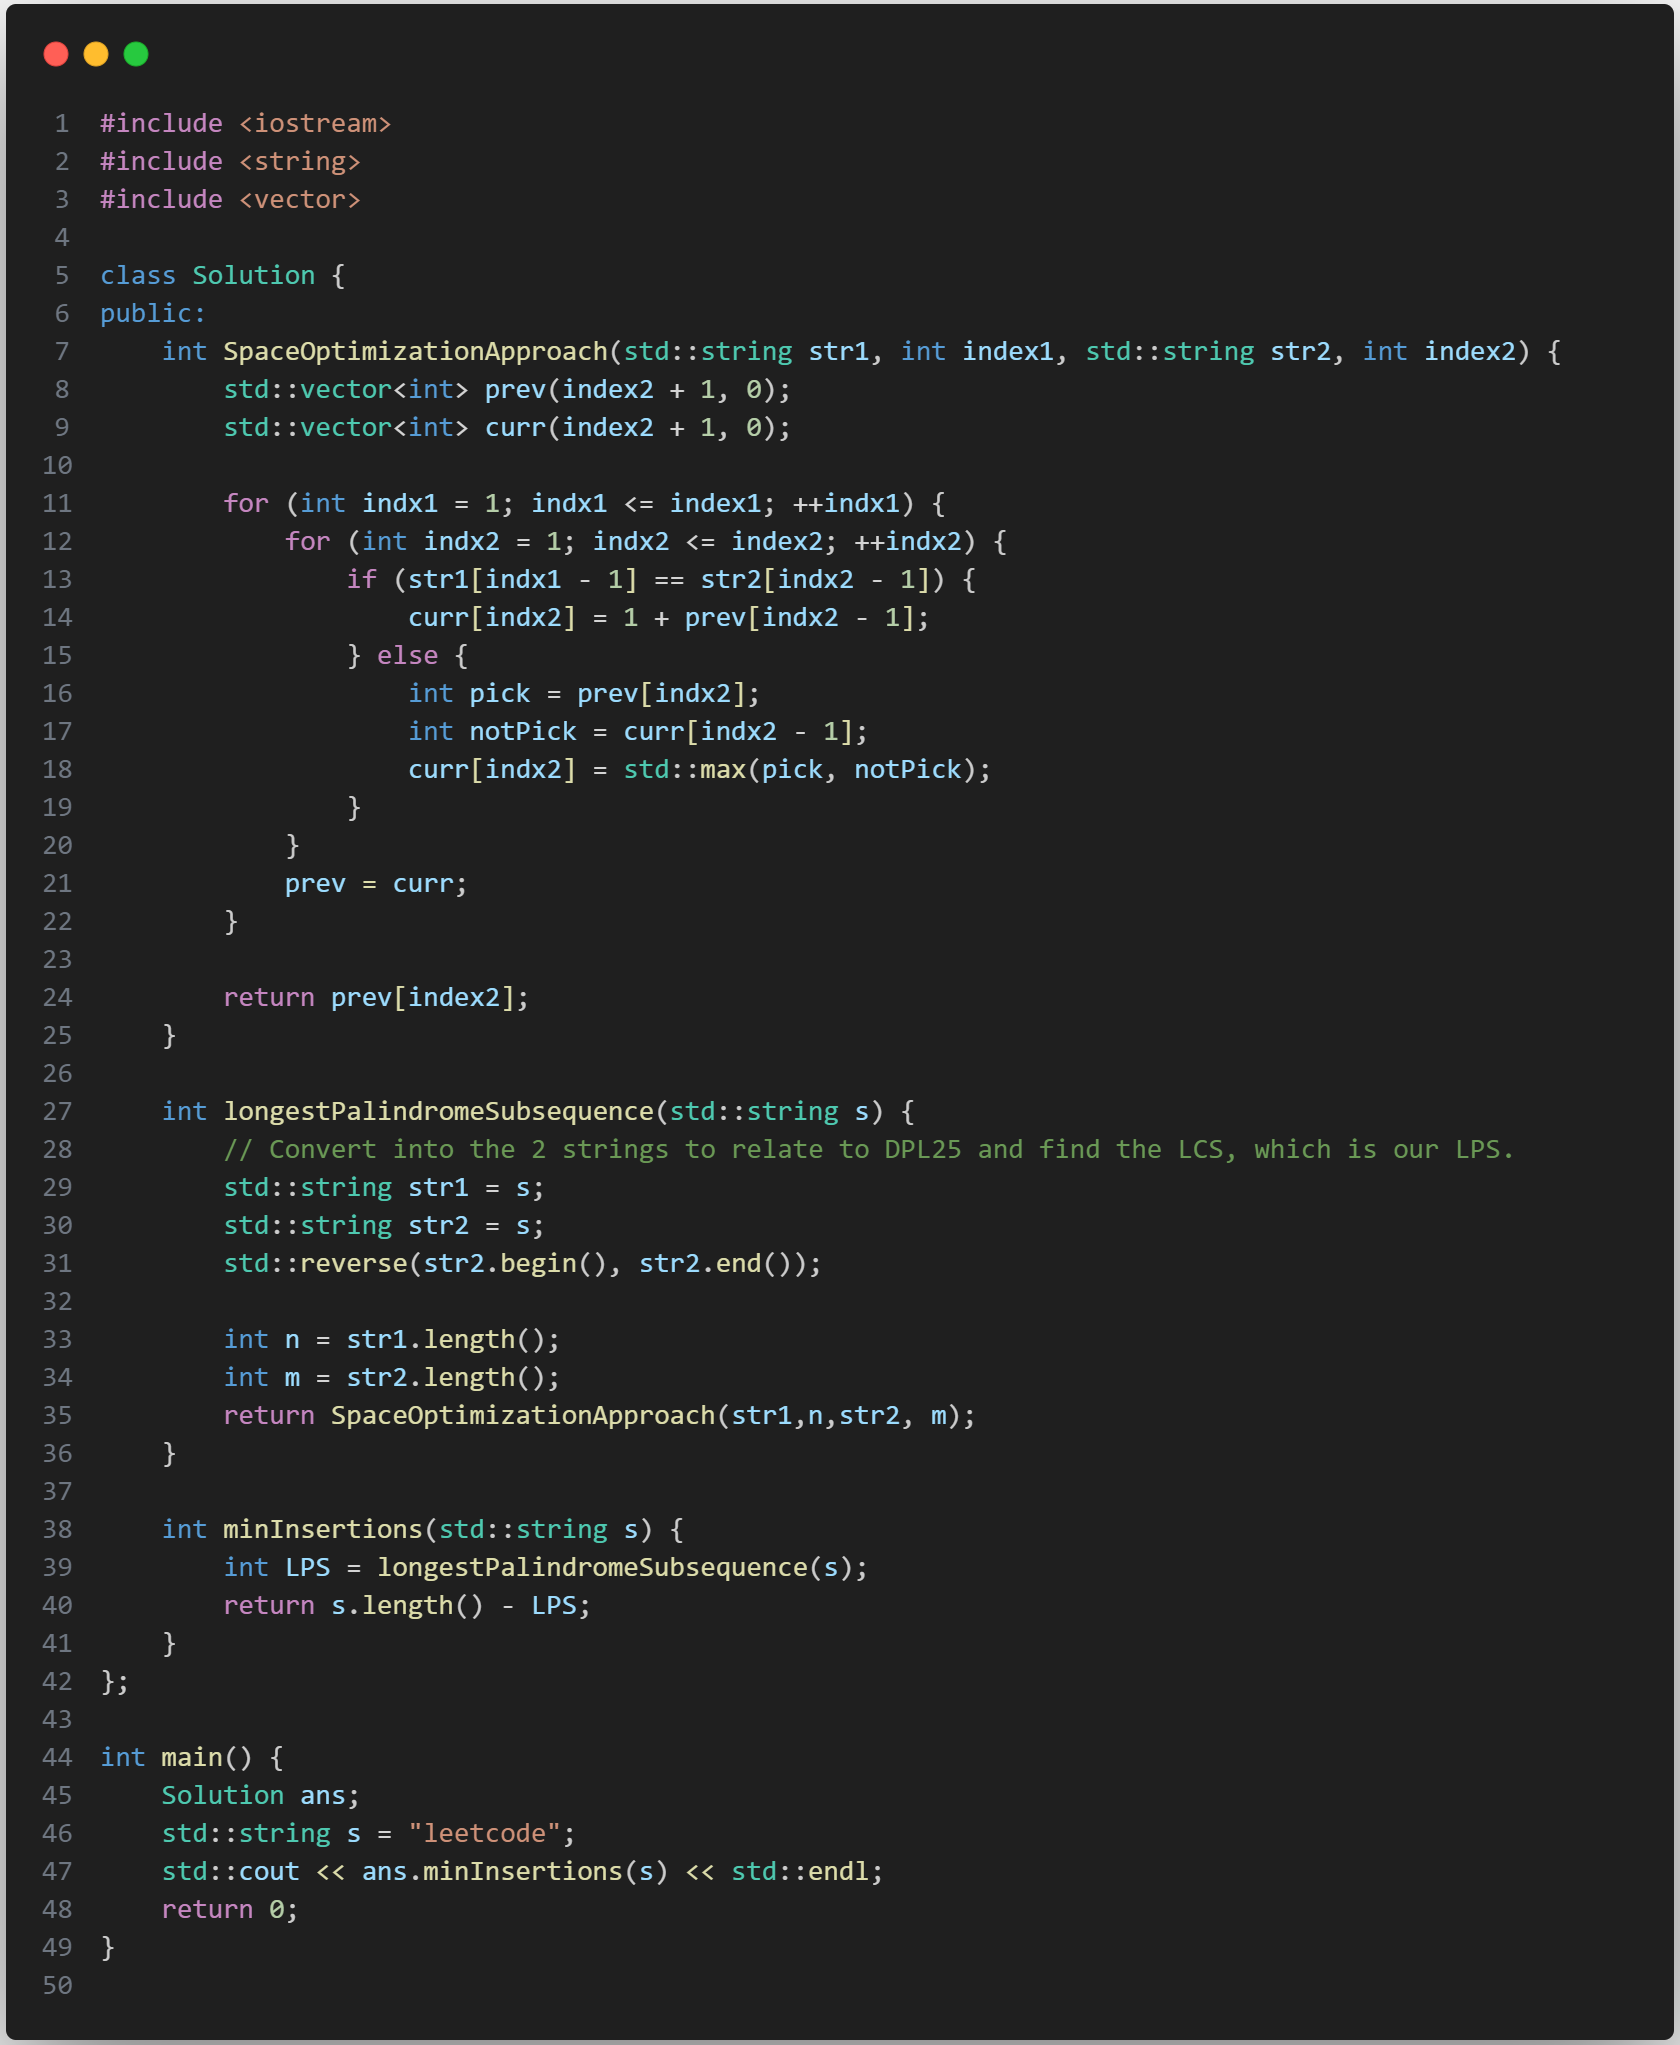 1 #include <iostream>
2 #include <string>
3 #include <vector>
4
5 class Solution {
6 public:
7     int SpaceOptimizationApproach(std::string str1, int index1, std::string str2, int index2) {
8         std::vector<int> prev(index2 + 1, 0);
9         std::vector<int> curr(index2 + 1, 0);
10
11         for (int indx1 = 1; indx1 <= index1; ++indx1) {
12             for (int indx2 = 1; indx2 <= index2; ++indx2) {
13                 if (str1[indx1 - 1] == str2[indx2 - 1]) {
14                     curr[indx2] = 1 + prev[indx2 - 1];
15                 } else {
16                     int pick = prev[indx2];
17                     int notPick = curr[indx2 - 1];
18                     curr[indx2] = std::max(pick, notPick);
19                 }
20             }
21             prev = curr;
22         }
23
24         return prev[index2];
25     }
26
27     int longestPalindromeSubsequence(std::string s) {
28         // Convert into the 2 strings to relate to DPL25 and find the LCS, which is our LPS.
29         std::string str1 = s;
30         std::string str2 = s;
31         std::reverse(str2.begin(), str2.end());
32
33         int n = str1.length();
34         int m = str2.length();
35         return SpaceOptimizationApproach(str1,n,str2, m);
36     }
37
38     int minInsertions(std::string s) {
39         int LPS = longestPalindromeSubsequence(s);
40         return s.length() - LPS;
41     }
42 };
43
44 int main() {
45     Solution ans;
46     std::string s = "leetcode";
47     std::cout << ans.minInsertions(s) << std::endl;
48     return 0;
49 }
50